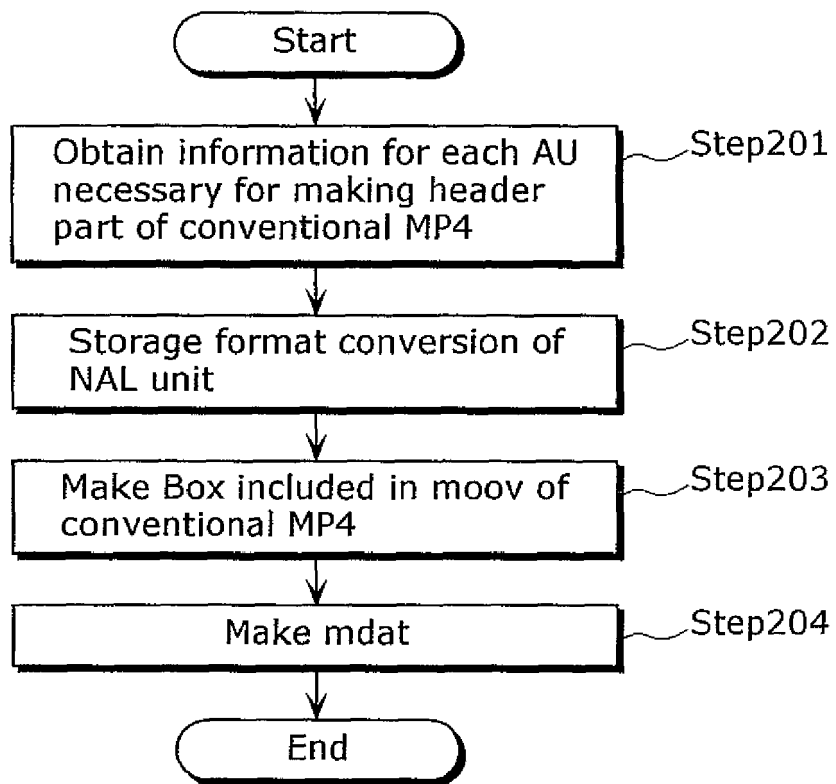 Start
Obtain information for each AU
necessary for making header
part of conventional MP4
Step201
Storage format conversion of
NAL unit
Step202
Make Box included in moov of
conventional MP4
Step203
Make mdat
Step204
End